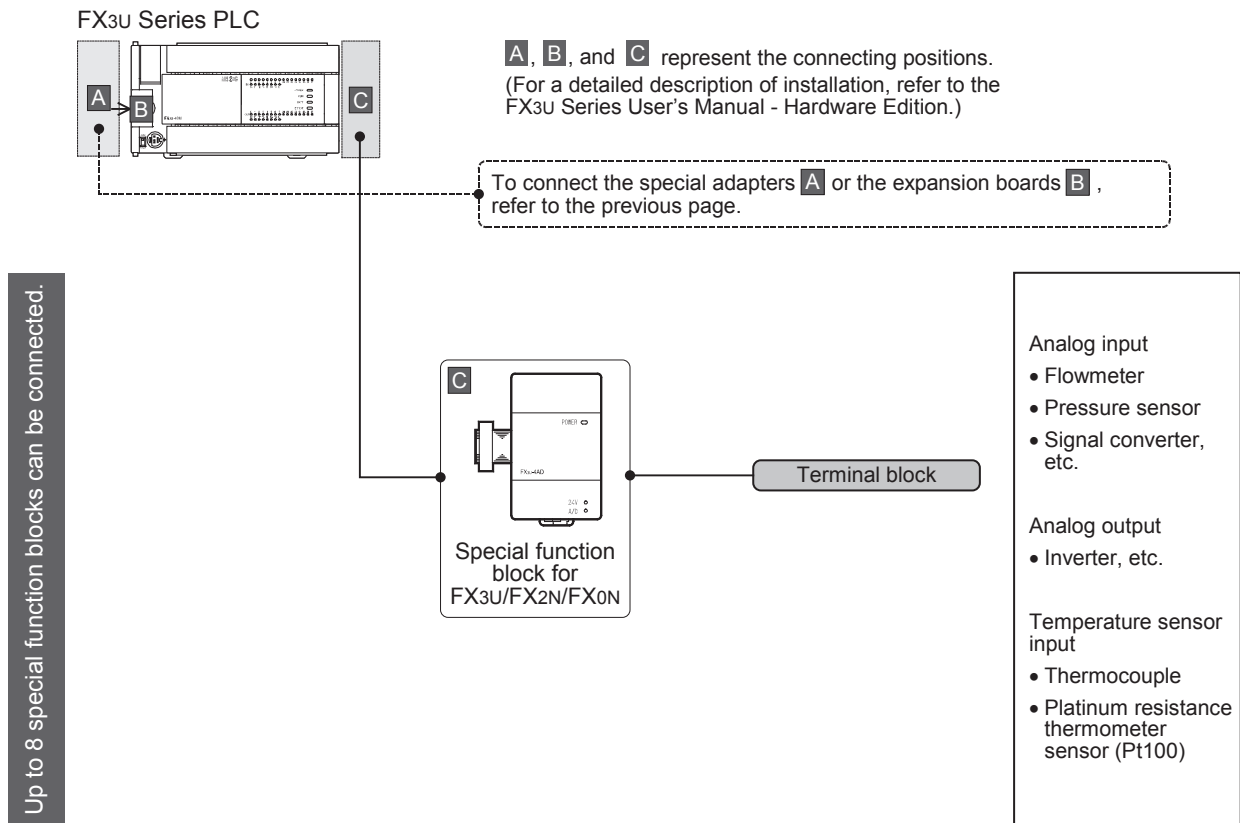 FX3U Series PLC
A, B, and C represent the connecting positions.
(For a detailed description of installation, refer to the
FX3U Series User's Manual - Hardware Edition.)
A
B
C
To connect the special adapters A or the expansion boards B ,
refer to the previous page.
Up to 8 special function blocks can be connected.
C
POWER
FX3U-4AD
24V
A/D
Special function
block for
FX3U/FX2N/FX0N
Terminal block
Analog input
• Flowmeter
• Pressure sensor
• Signal converter,
etc.
Analog output
• Inverter, etc.
Temperature sensor
input
• Thermocouple
• Platinum resistance
thermometer
sensor (Pt100)